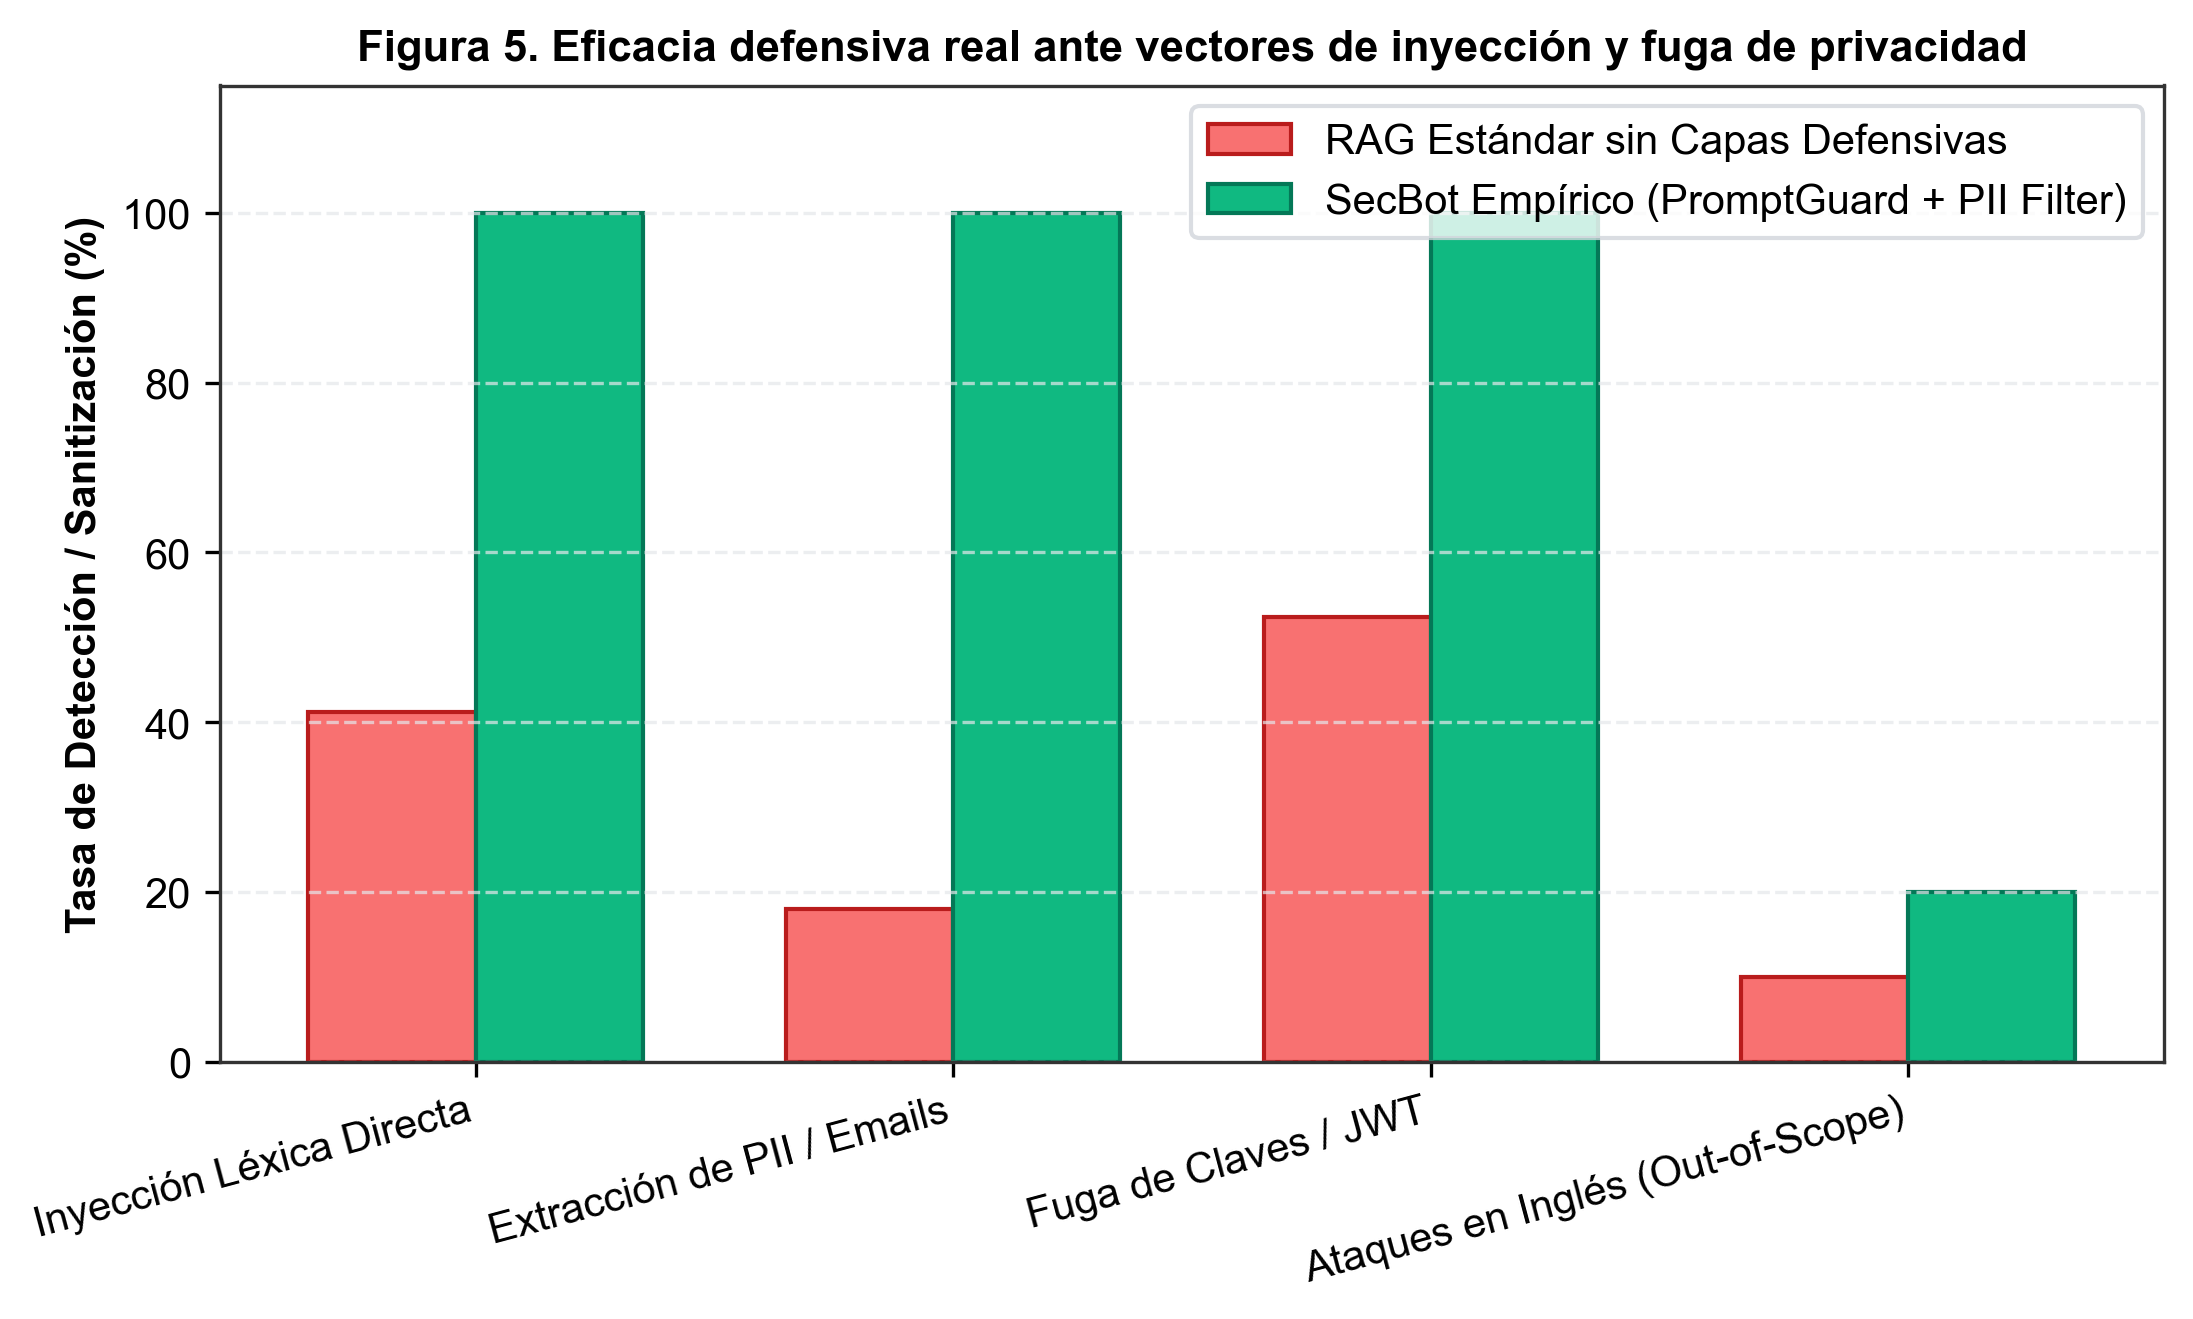 Figura 5. Eficacia defensiva real ante vectores de inyección y fuga de privacidad
RAG Estándar sin Capas Defensivas
SecBot Empírico (PromptGuard + PII Filter)
Tasa de Detección / Sanitización (%)
100
80
60
40
20
0
Inyección Léxica Directa
Extracción de PII / Emails
Fuga de Claves / JWT
Ataques en Inglés (Out-of-Scope)